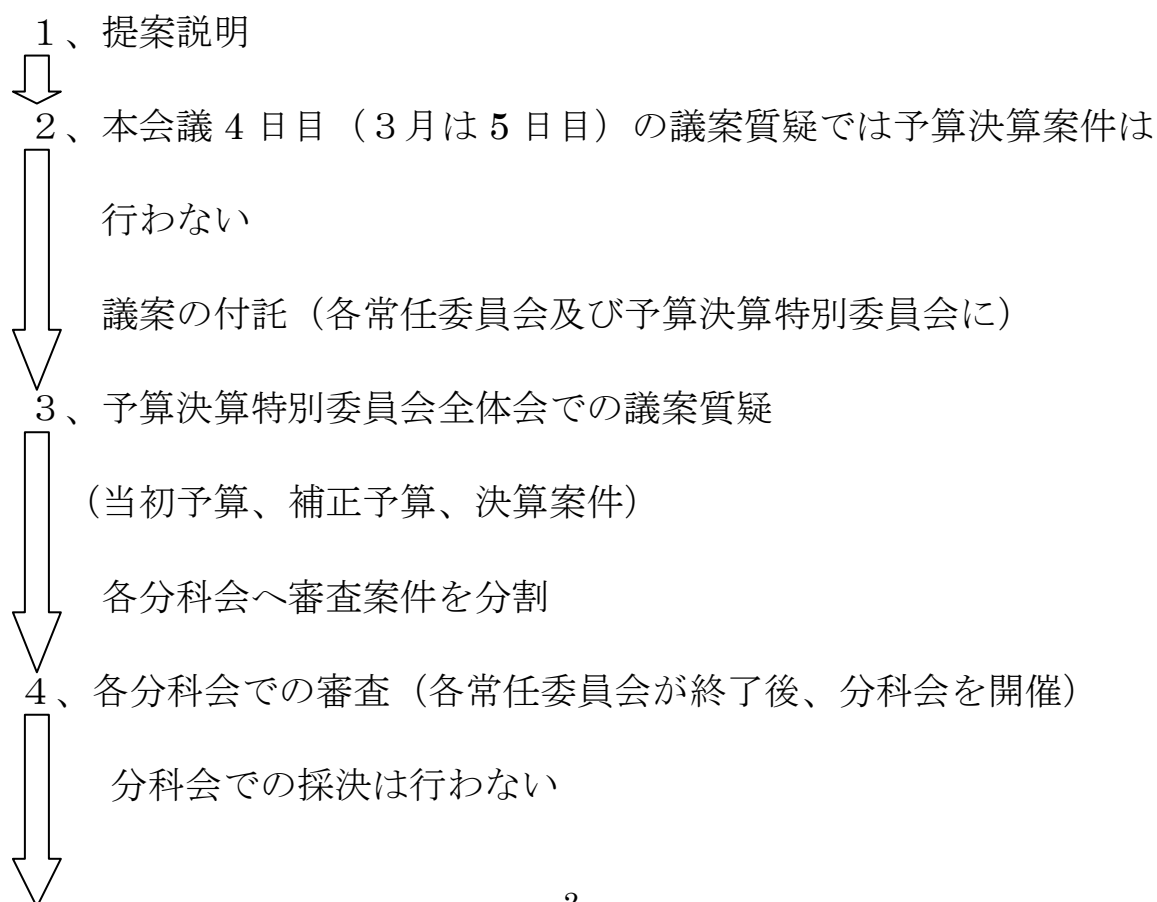 １、提案説明
２、本会議 4 日目（３月は 5 日目）の議案質疑では予算決算案件は
行わない
議案の付託（各常任委員会及び予算決算特別委員会に）
３、予算決算特別委員会全体会での議案質疑
（当初予算、補正予算、決算案件）
各分科会へ審査案件を分割
４、各分科会での審査（各常任委員会が終了後、分科会を開催）
分科会での採決は行わない